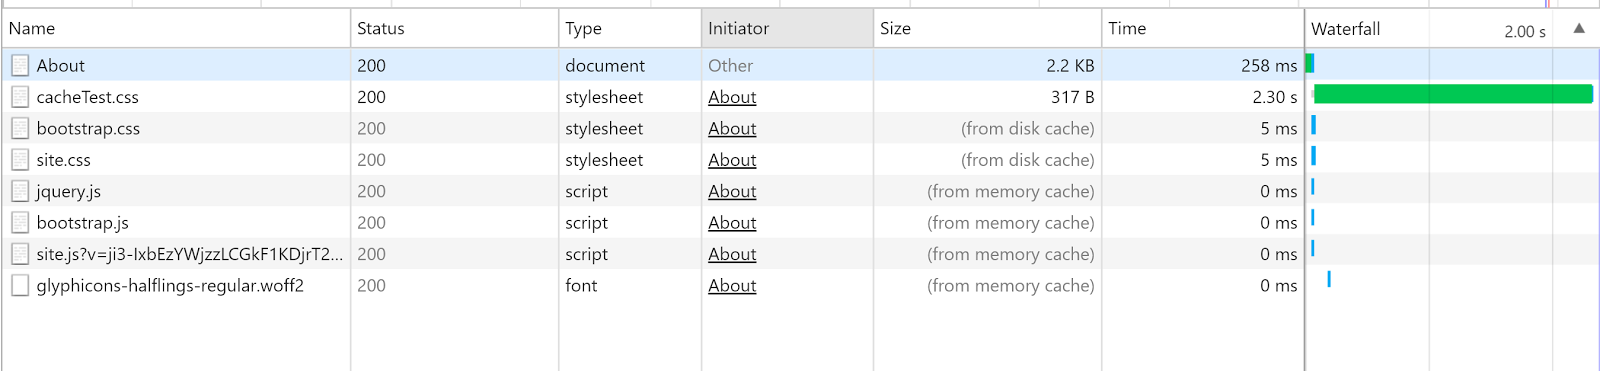 Name Status Type Initiator Size Time Waterfall 2.00 s ▲
About 200 document Other 2.2 KB 258 ms
cacheTest.css 200 stylesheet About 317 B 2.30 s
bootstrap.css 200 stylesheet About (from disk cache) 5 ms
site.css 200 stylesheet About (from disk cache) 5 ms
jquery.js 200 script About (from memory cache) 0 ms
bootstrap.js 200 script About (from memory cache) 0 ms
site.js?v=ji3-IxbEzYWjzzLCGkF1KDjrT2... 200 script About (from memory cache) 0 ms
glyphicons-halflings-regular.woff2 200 font About (from memory cache) 0 ms